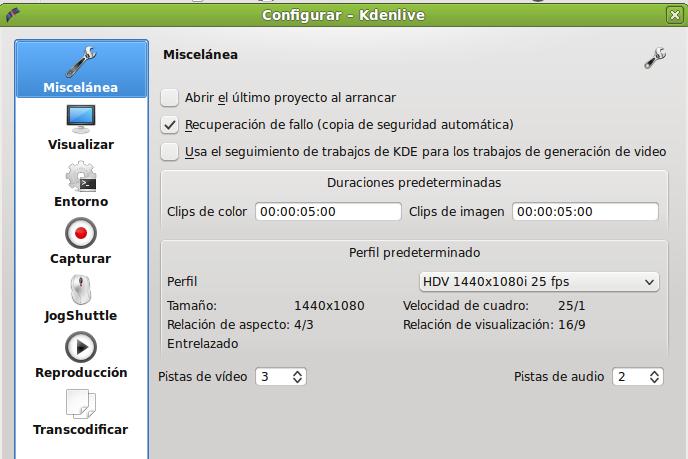 Configurar – Kdenlive
Miscelánea
Visualizar
Entorno
Capturar
JogShuttle
Reproducción
Transcodificar
Miscelánea
Abrir el último proyecto al arrancar
Recuperación de fallo (copia de seguridad automática)
Usa el seguimiento de trabajos de KDE para los trabajos de generación de video
Duraciones predeterminadas
Clips de color 00:00:05:00 Clips de imagen 00:00:05:00
Perfil predeterminado
Perfil HDV 1440x1080i 25 fps
Tamaño: 1440x1080 Velocidad de cuadro: 25/1
Relación de aspecto: 4/3 Relación de visualización: 16/9
Entrelazado
Pistas de vídeo 3 Pistas de audio 2